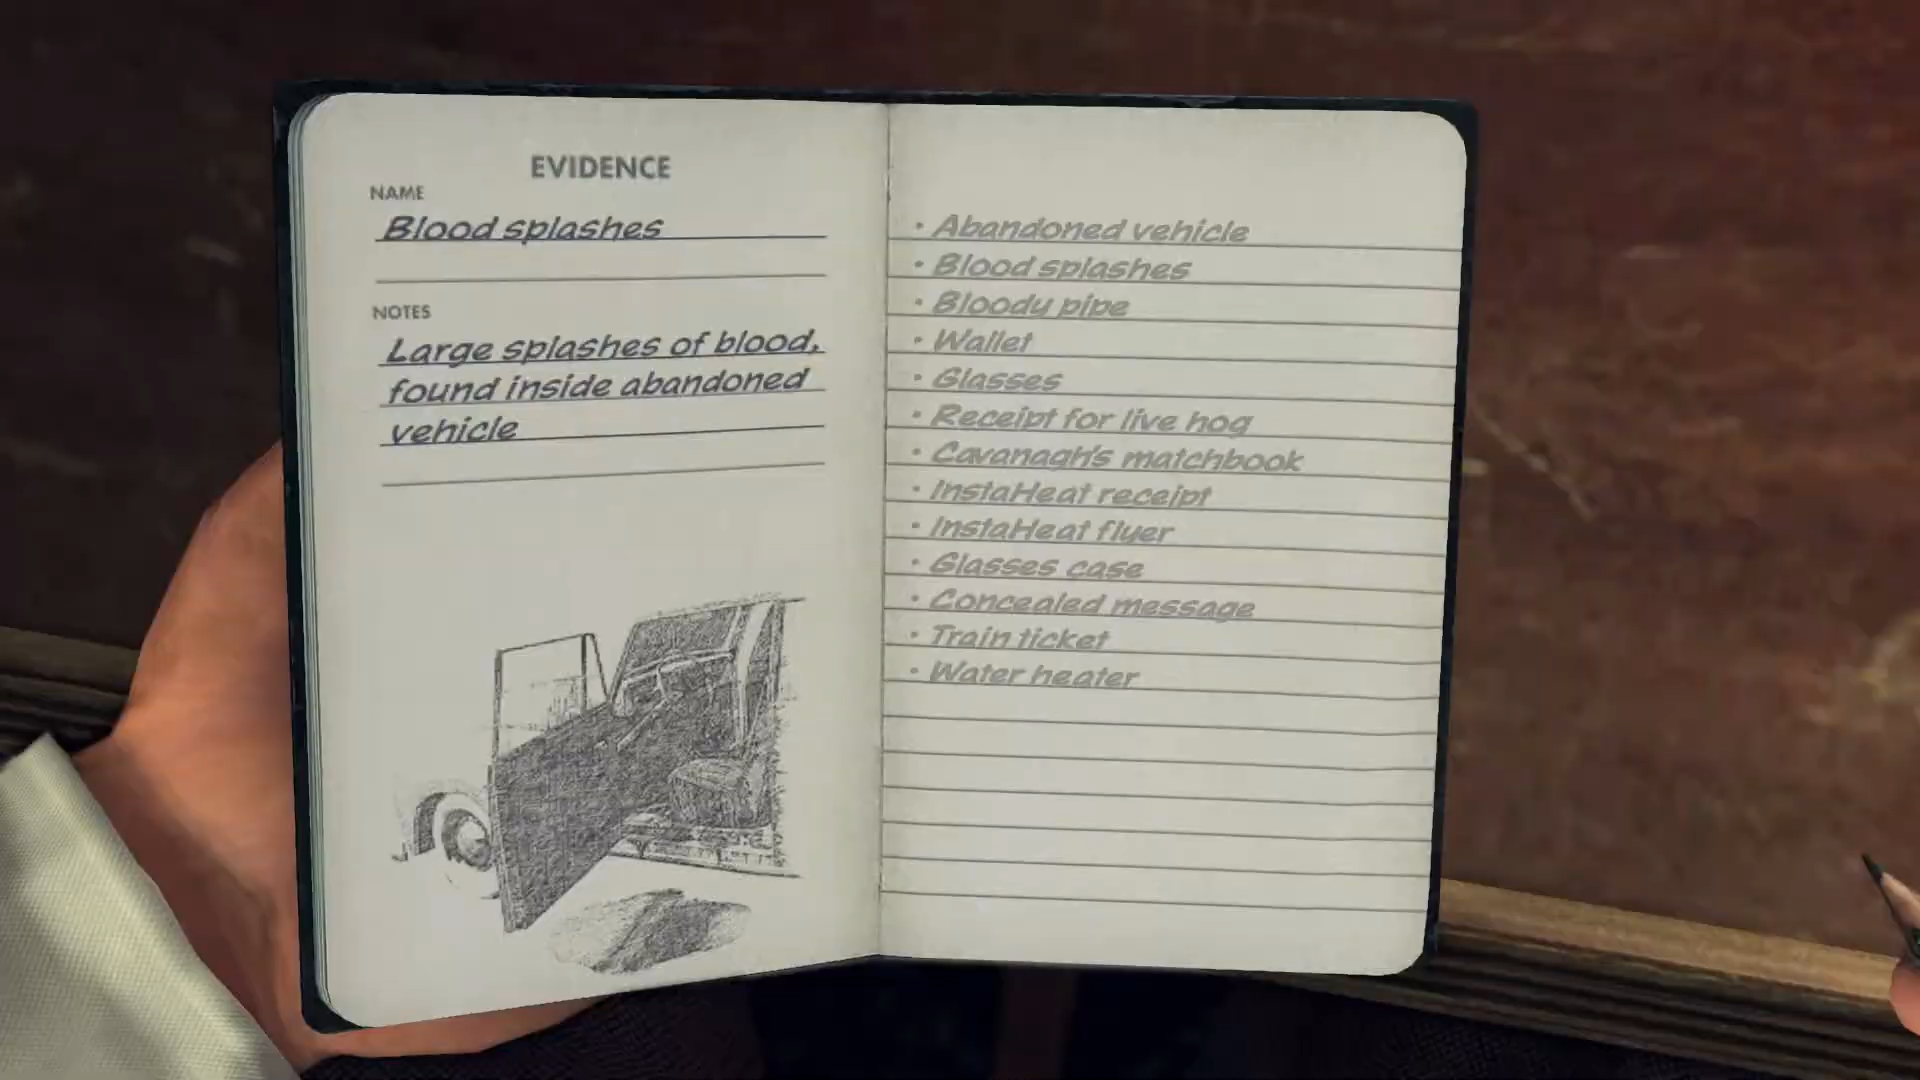 EVIDENCE
NAME
Blood splashes
NOTES
Large splashes of blood,
found inside abandoned
vehicle
• Abandoned vehicle
• Blood splashes
• Bloody pipe
• Wallet
• Glasses
• Receipt for live hog
• Cavanagh's matchbook
• InstaHeat receipt
• InstaHeat flyer
• Glasses case
• Concealed message
• Train ticket
• Water heater